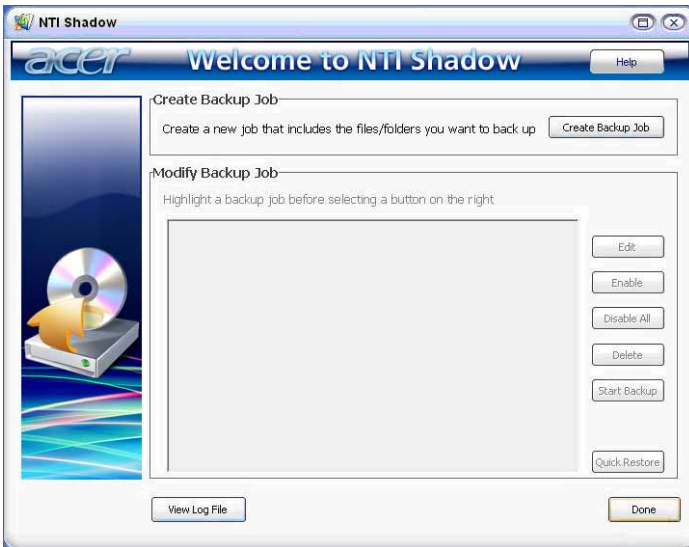 NTI Shadow
acer Welcome to NTI Shadow Help
Create Backup Job
Create a new job that includes the files/folders you want to back up Create Backup Job
Modify Backup Job
Highlight a backup job before selecting a button on the right
Edit
Enable
Disable All
Delete
Start Backup
Quick Restore
View Log File Done